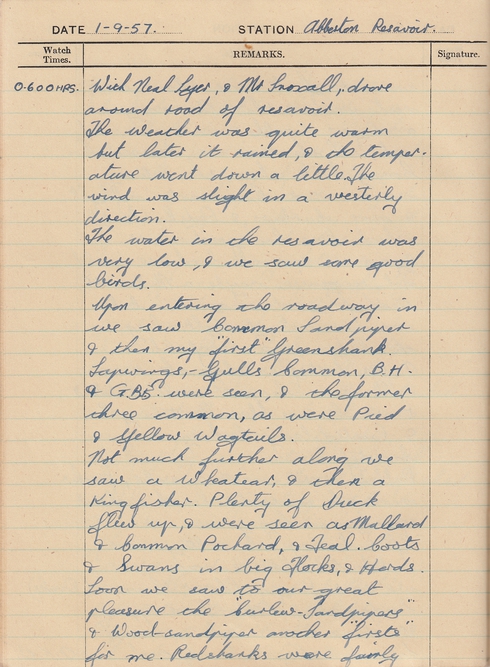 DATE 1-9-57. STATION Abberton Resavoir.
Watch Times. REMARKS. Signature.
0.600HRS. With Neal , & Mr Snoxall, drove
around road of resavoir.
The weather was quite warm
but later it rained, & the temper-
ature went down a little. The
wind was slight in a westerly
direction.
The water in the resavoir was
very low, & we saw some good
birds.
Upon entering the roadway in
we saw Common Sandpiper
& then my "first" Greenshank.
Lapwings,- Gulls Common, B.H.
& G.B.B. were seen, & the former
three common, as were Pied
& Yellow Wagtails.
Not much further along we
saw a Wheatear, & then a
Kingfisher. Plenty of Duck
flew up, & were seen as Mallard
& Common Pochard, & Teal. Coots
& Swans in big flocks, & Herds.
Soon we saw to our great
pleasure the "Curlew-Sandpipers"
& Wood-sandpiper another "firsts"
for me. Redshanks were fairly